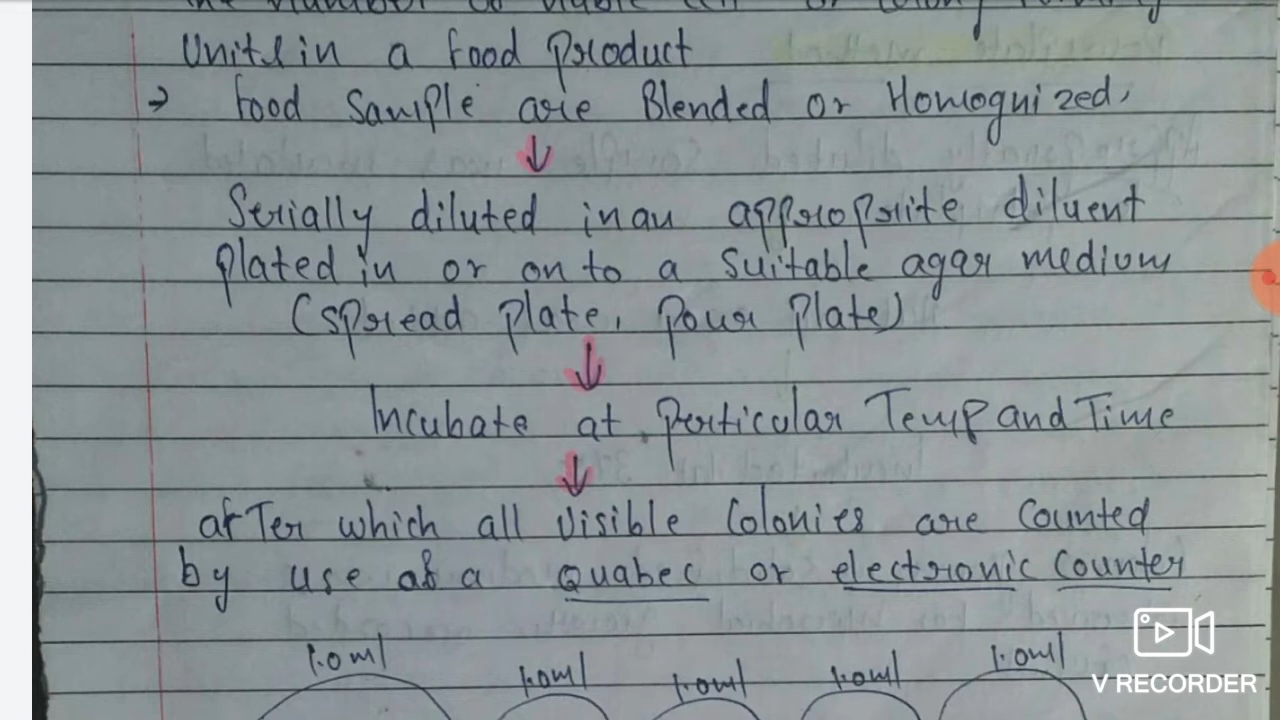 Units in a food product
→ food Sample are Blended or Homognized,
↓
Serially diluted in an approprite diluent
plated in or on to a suitable agar medium
(spread plate, pour plate)
↓
Incubate at perticular Temp and Time
↓
after which all visible colonies are counted
by use of a Quabec or electronic counter
1.0ml 1.0ml 1.0ml 1.0ml 1.0ml
V RECORDER